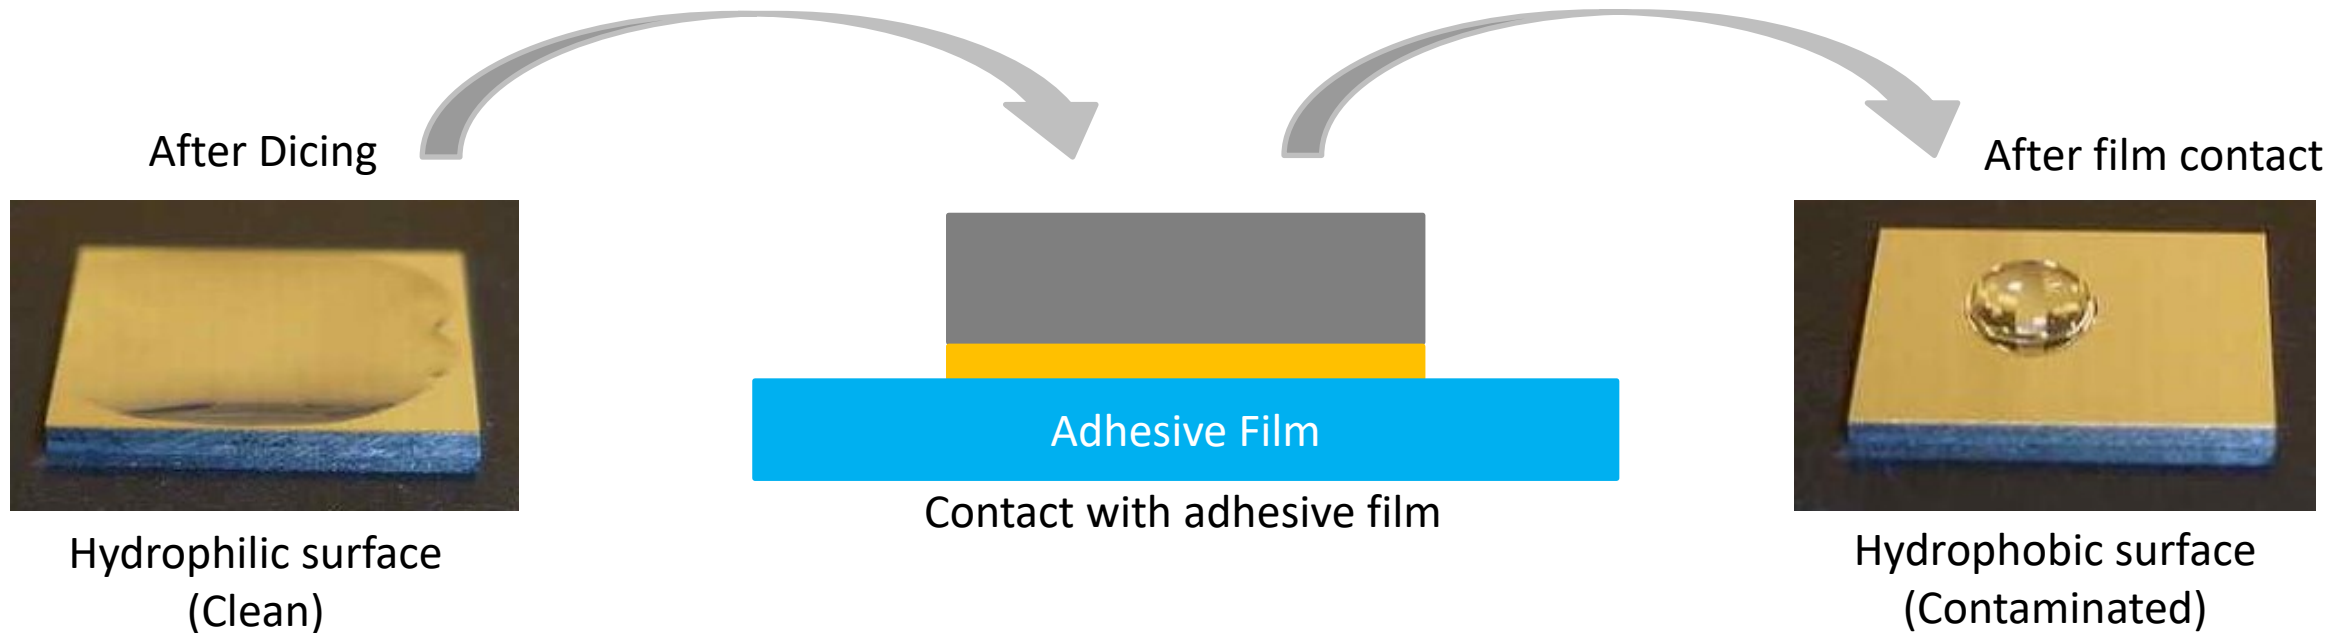 After Dicing
After film contact
Adhesive Film
Contact with adhesive film
Hydrophilic surface
(Clean)
Hydrophobic surface
(Contaminated)